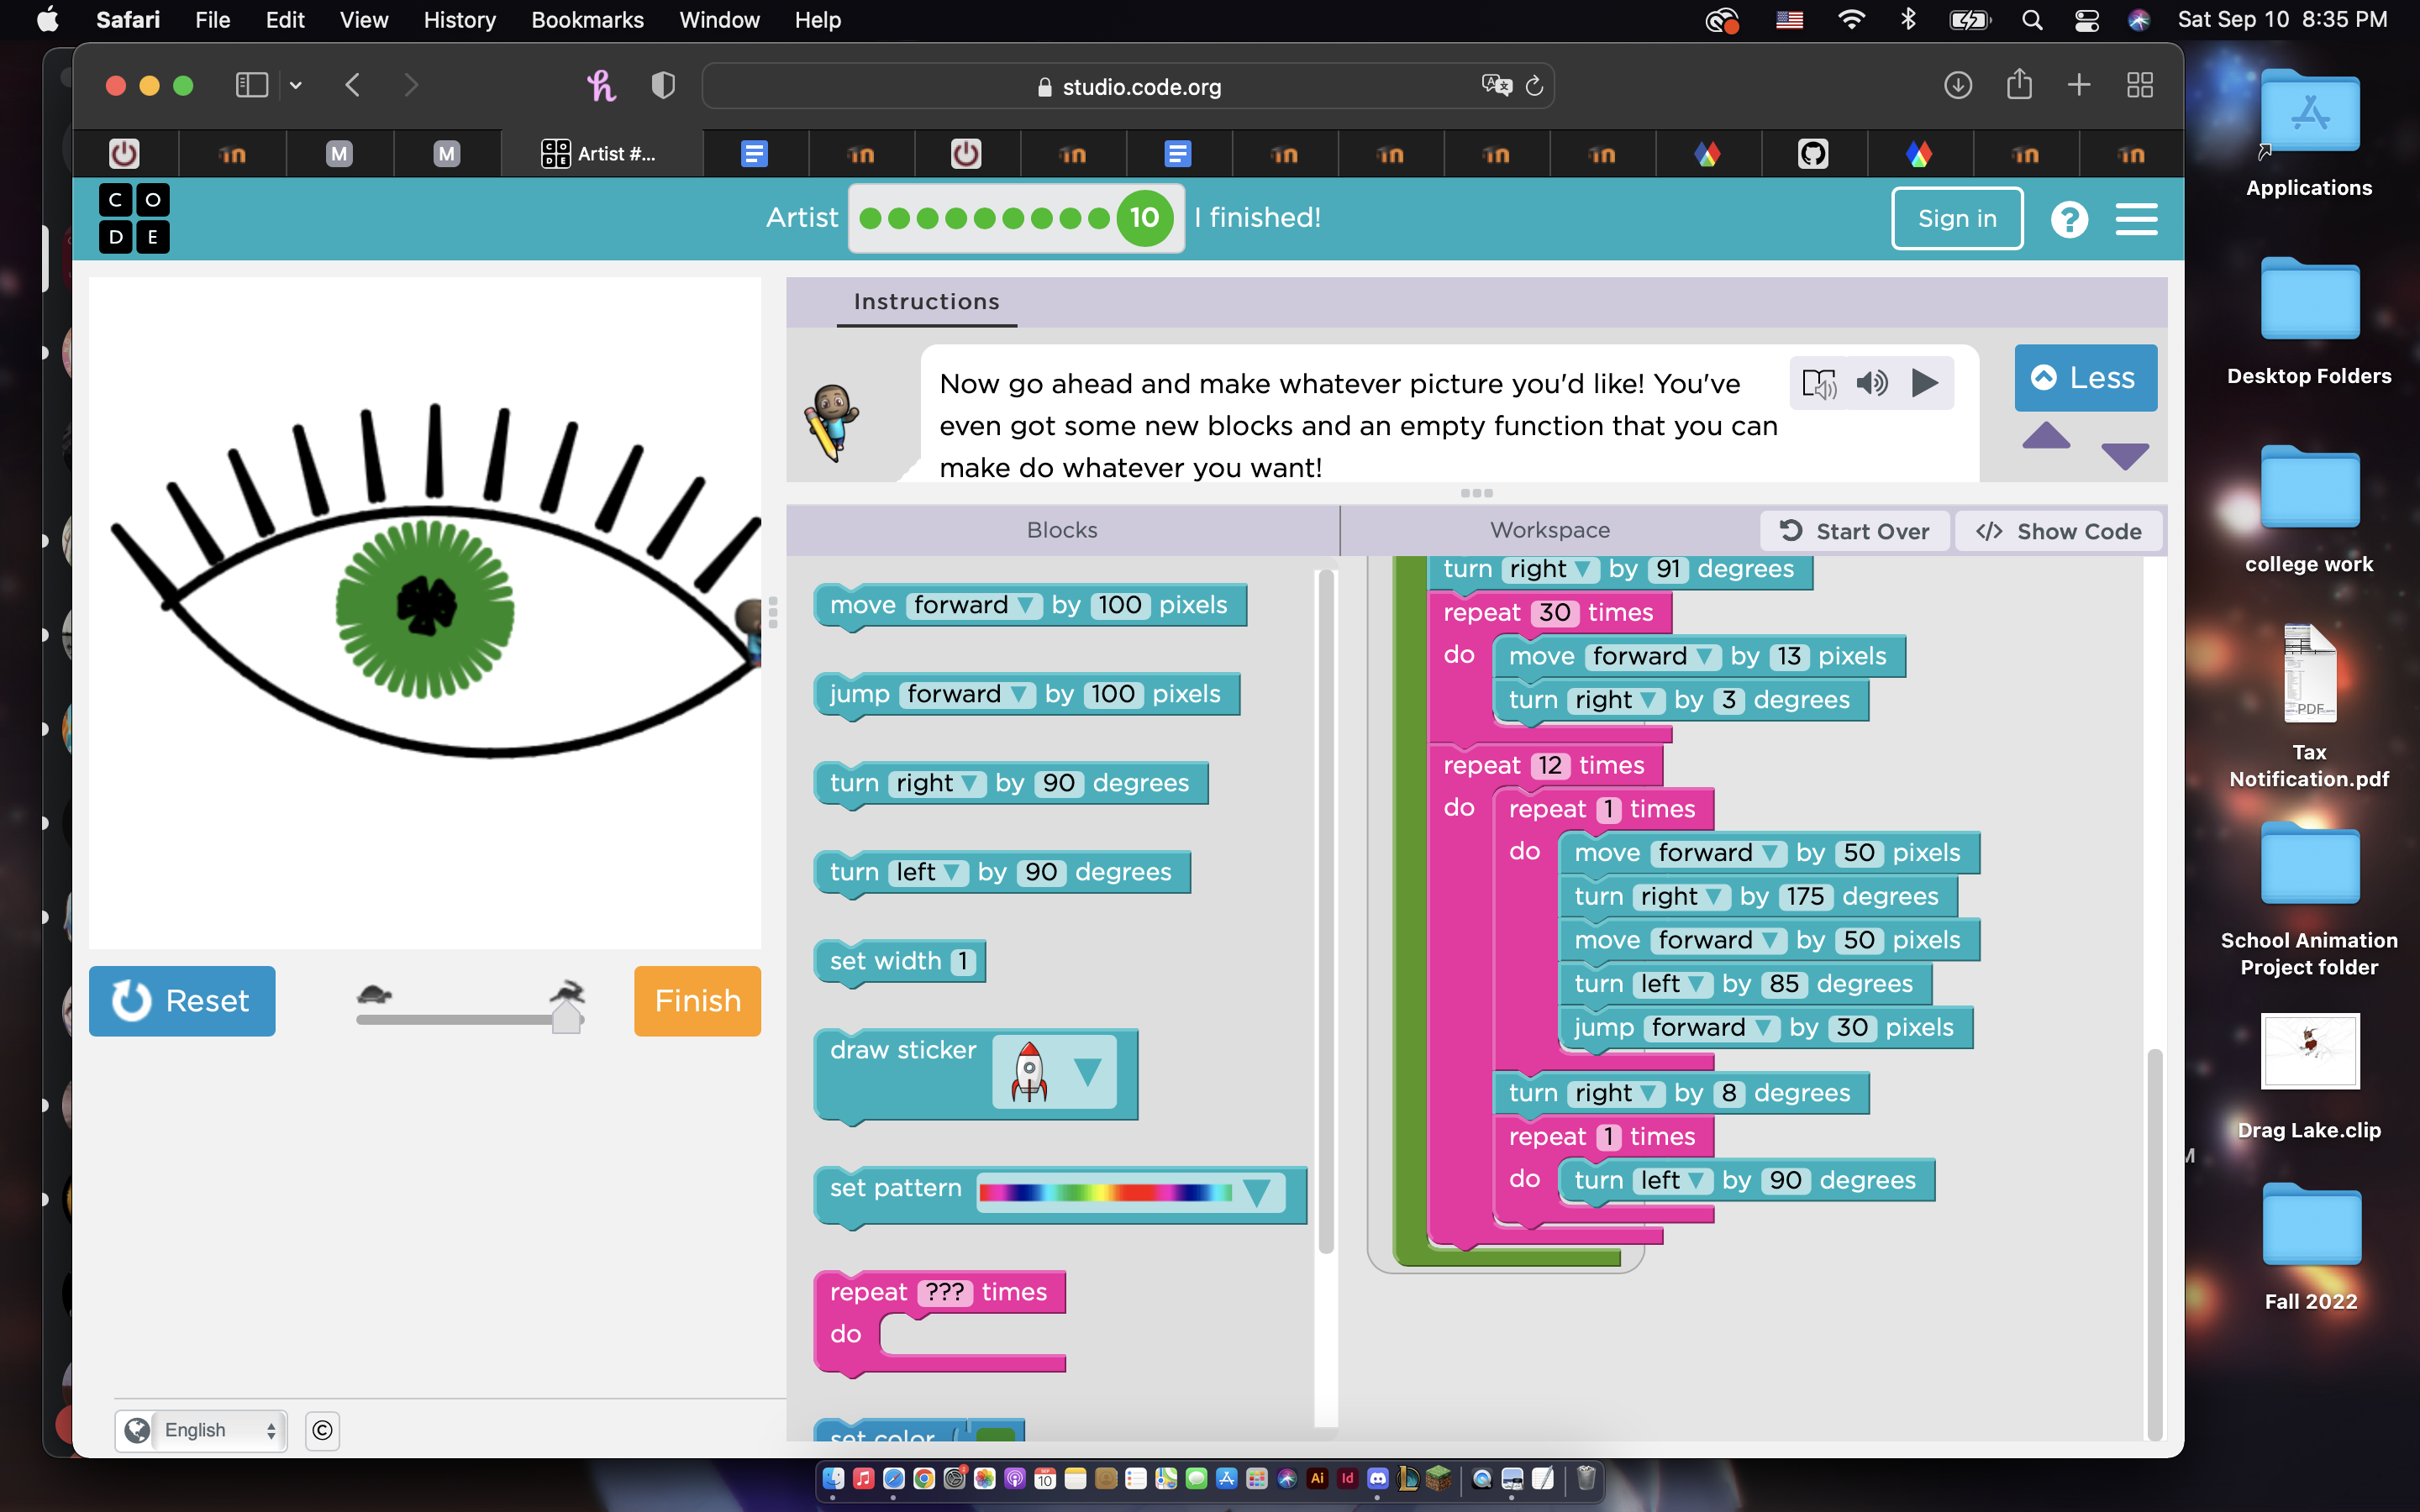 Safari File Edit View History Bookmarks Window Help Sat Sep 10 8:35 PM
studio.code.org
M M Artist #...
C O D E
Artist 10 I finished! Sign in ?
Instructions
Now go ahead and make whatever picture you'd like! You've
even got some new blocks and an empty function that you can
make do whatever you want!
Less
Blocks
Workspace
Start Over
</> Show Code
move forward by 100 pixels
jump forward by 100 pixels
turn right by 90 degrees
turn left by 90 degrees
set width 1
draw sticker
set pattern
repeat ??? times
do
set color
turn right by 91 degrees
repeat 30 times
do move forward by 13 pixels
turn right by 3 degrees
repeat 12 times
do repeat 1 times
do move forward by 50 pixels
turn right by 175 degrees
move forward by 50 pixels
turn left by 85 degrees
jump forward by 30 pixels
turn right by 8 degrees
repeat 1 times
do turn left by 90 degrees
Reset
Finish
English
©
Applications
Desktop Folders
college work
PDF
Tax
Notification.pdf
School Animation
Project folder
Drag Lake.clip
Fall 2022
SEP
10
Ai
Id